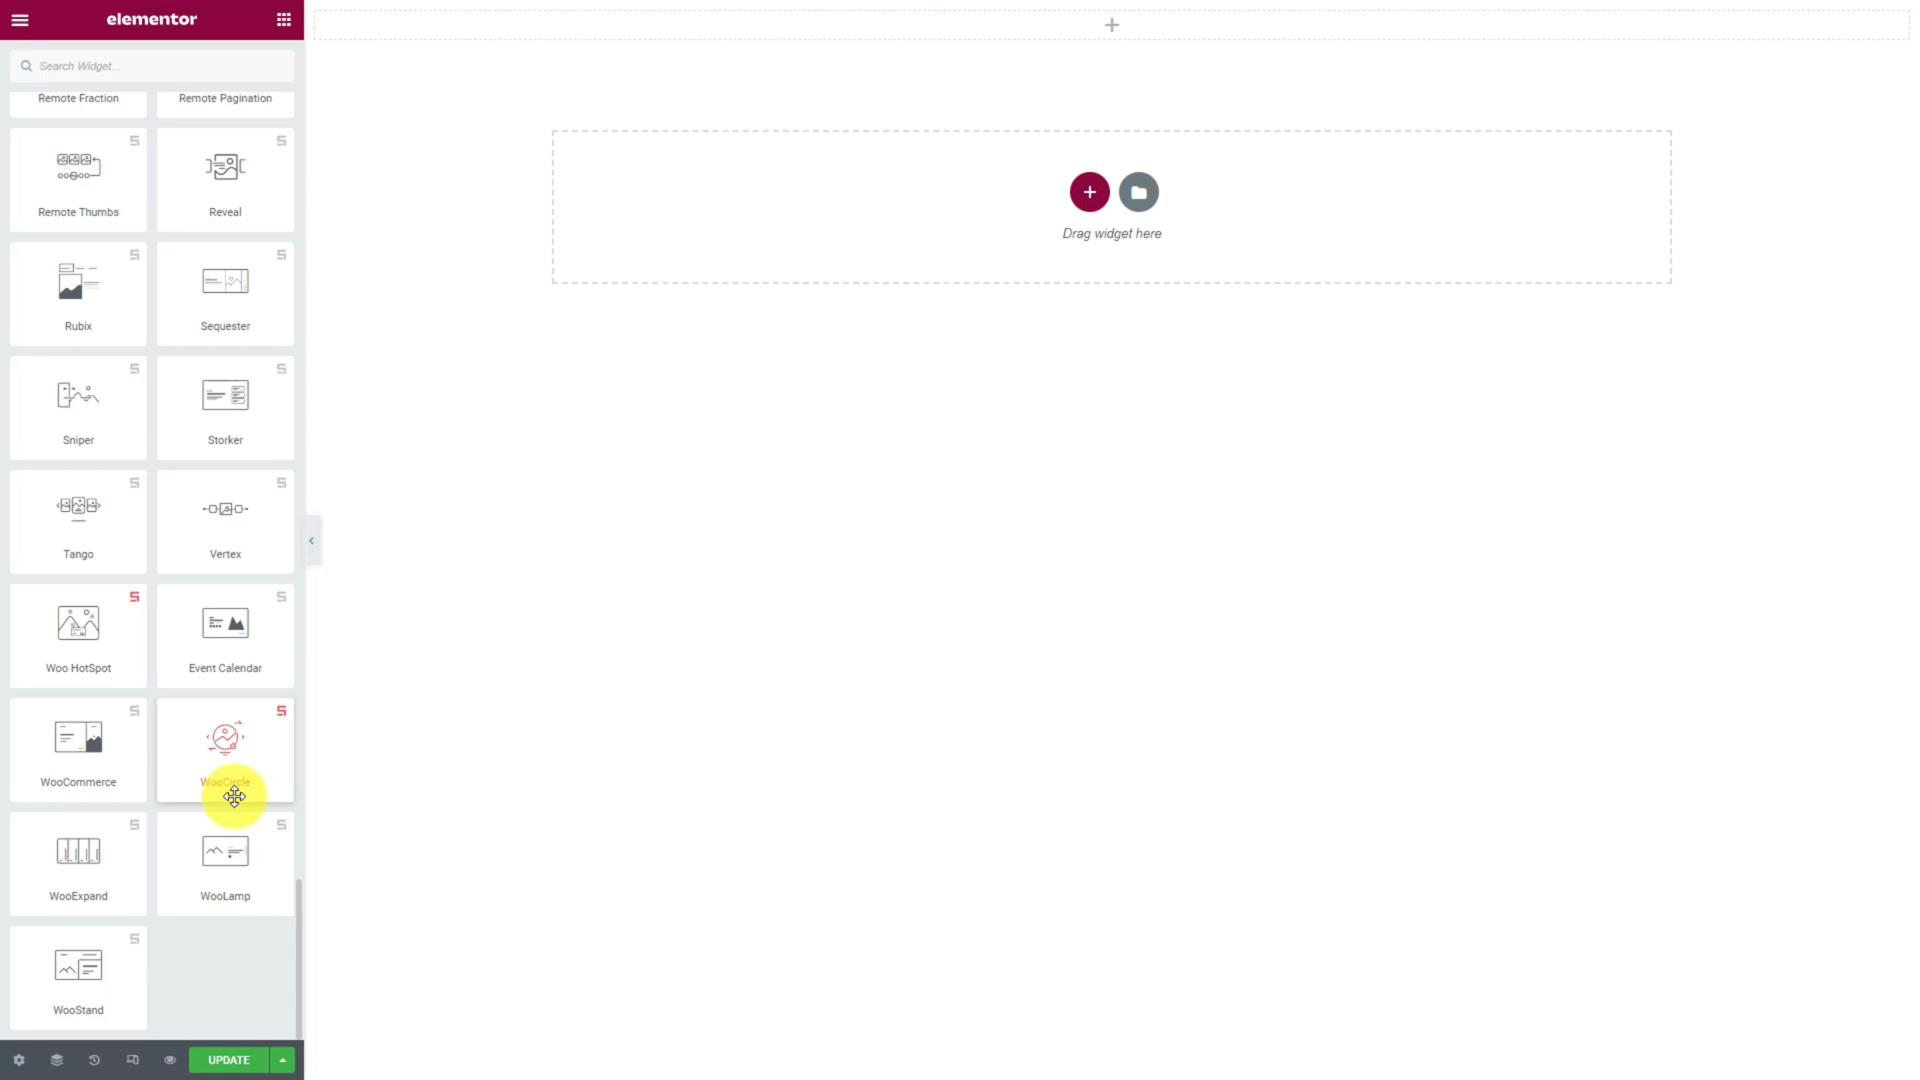 elementor
Search Widget...
Remote Fraction
Remote Pagination
Remote Thumbs
Reveal
Rubix
Sequester
Sniper
Storker
Tango
Vertex
Woo HotSpot
Event Calendar
WooCommerce
WooCircle
WooExpand
WooLamp
WooStand
UPDATE
Drag widget here